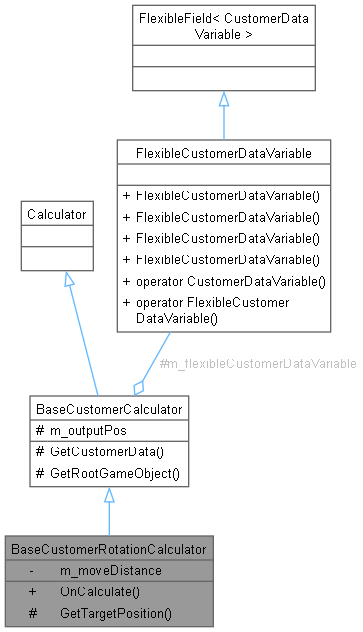 FlexibleField< CustomerData
Variable >
FlexibleCustomerDataVariable
+ FlexibleCustomerDataVariable()
+ FlexibleCustomerDataVariable()
+ FlexibleCustomerDataVariable()
+ FlexibleCustomerDataVariable()
+ operator CustomerDataVariable()
+ operator FlexibleCustomer
DataVariable()
Calculator
#m_flexibleCustomerDataVariable
BaseCustomerCalculator
# m_outputPos
# GetCustomerData()
# GetRootGameObject()
BaseCustomerRotationCalculator
- m_moveDistance
+ OnCalculate()
# GetTargetPosition()